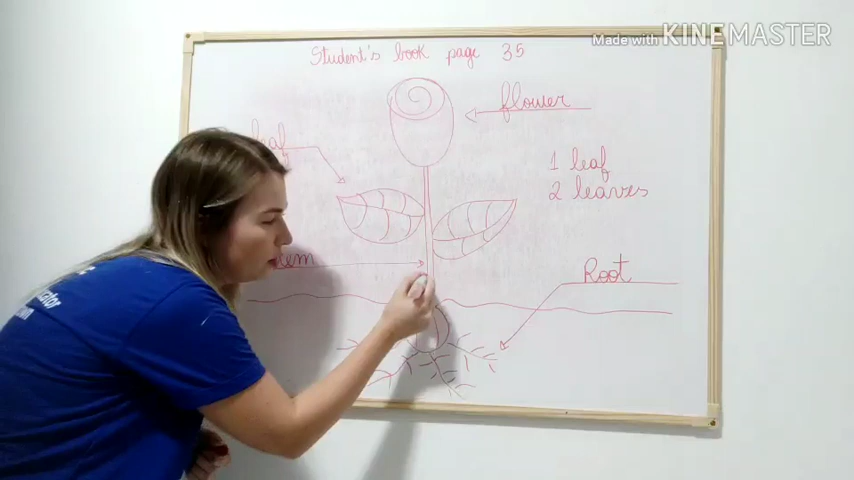 Made with KINEMASTER
Student's book page 35
flower
leaf
1 leaf
2 leaves
Root